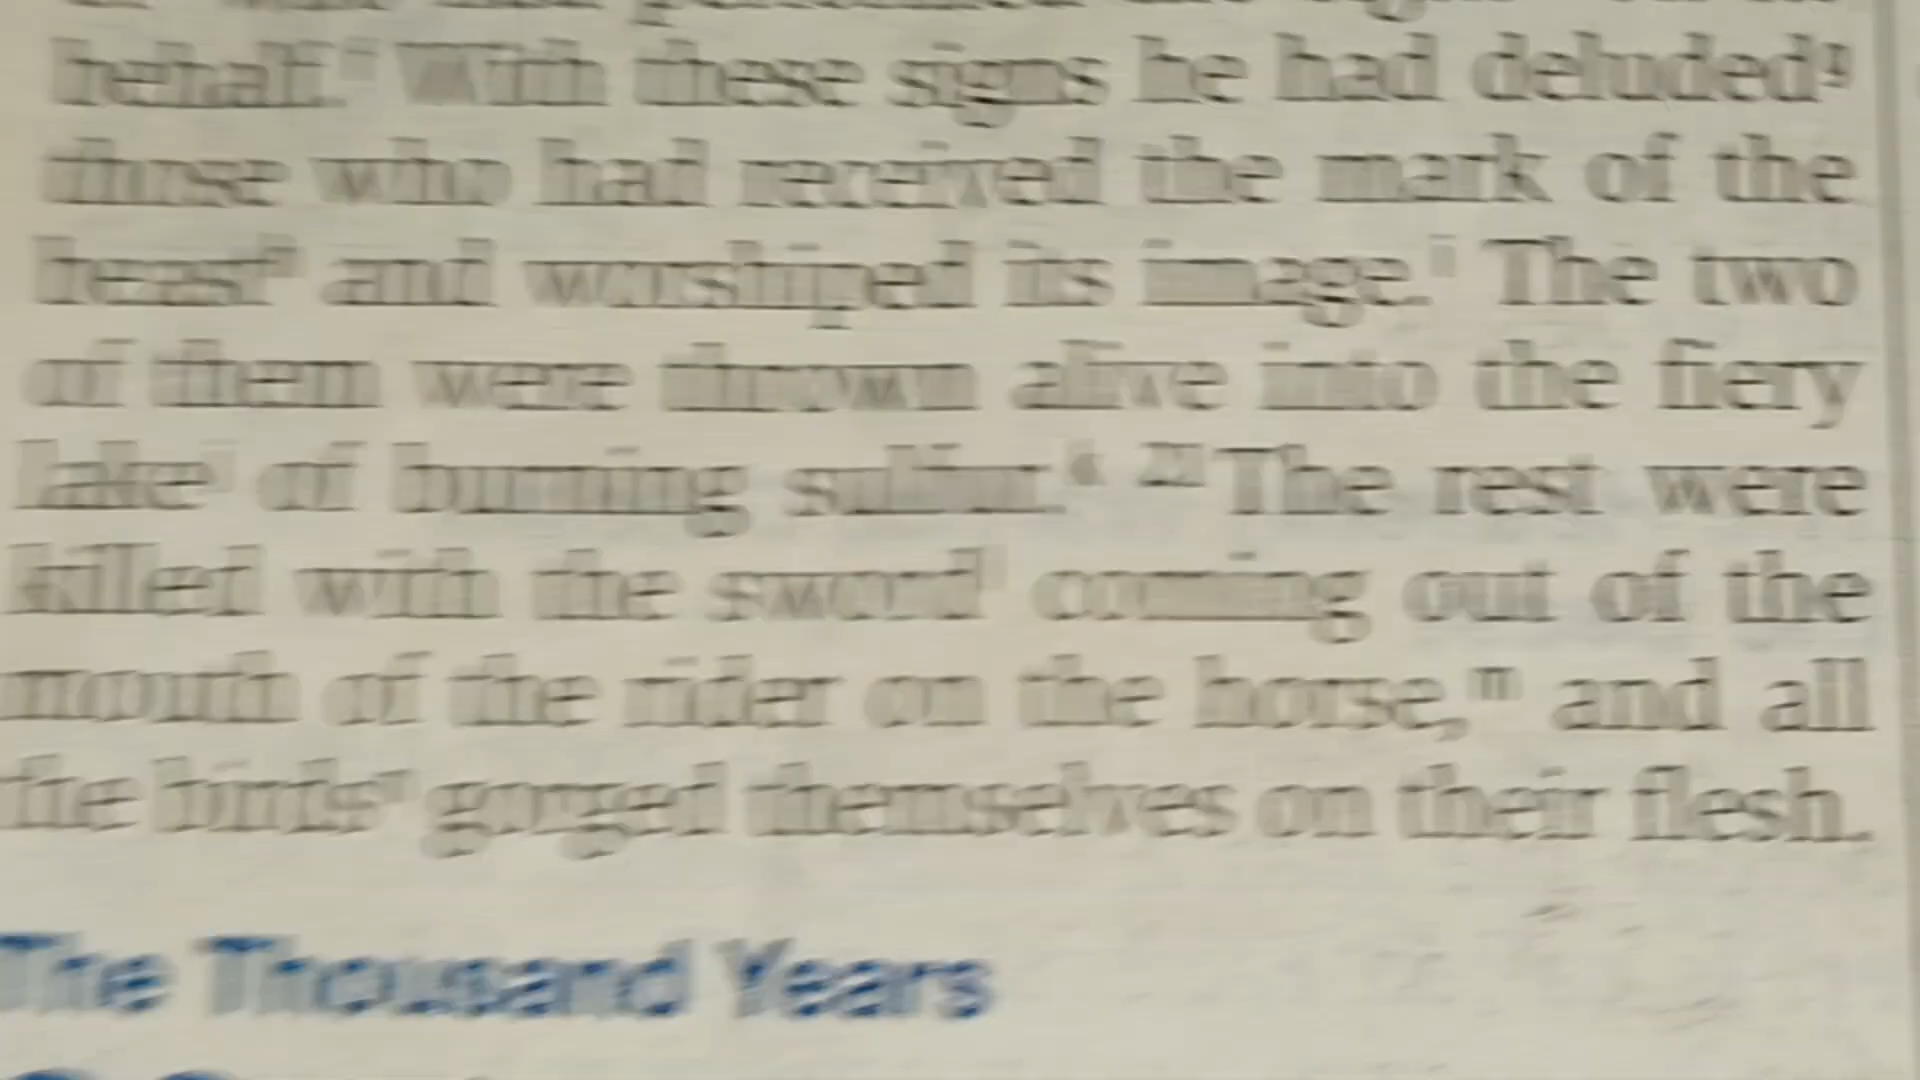 behalf. With these signs he had deluded
those who had received the mark of the
beast and worshiped its image. The two
of them were thrown alive into the fiery
lake of burning sulfur. 21 The rest were
killed with the sword coming out of the
mouth of the rider on the horse,m and all
the birds gorged themselves on their flesh.
The Thousand Years